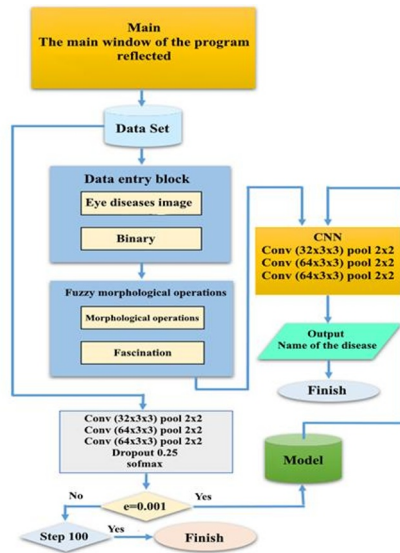 Main
The main window of the program
reflected
Data Set
Data entry block
Eye diseases image
Binary
Fuzzy morphological operations
Morphological operations
Fascination
CNN
Conv (32x3x3) pool 2x2
Conv (64x3x3) pool 2x2
Conv (64x3x3) pool 2x2
Output
Name of the disease
Finish
Conv (32x3x3) pool 2x2
Conv (64x3x3) pool 2x2
Conv (64x3x3) pool 2x2
Dropout 0.25
sofmax
Model
No
e=0.001
Yes
Step 100
Yes
Finish